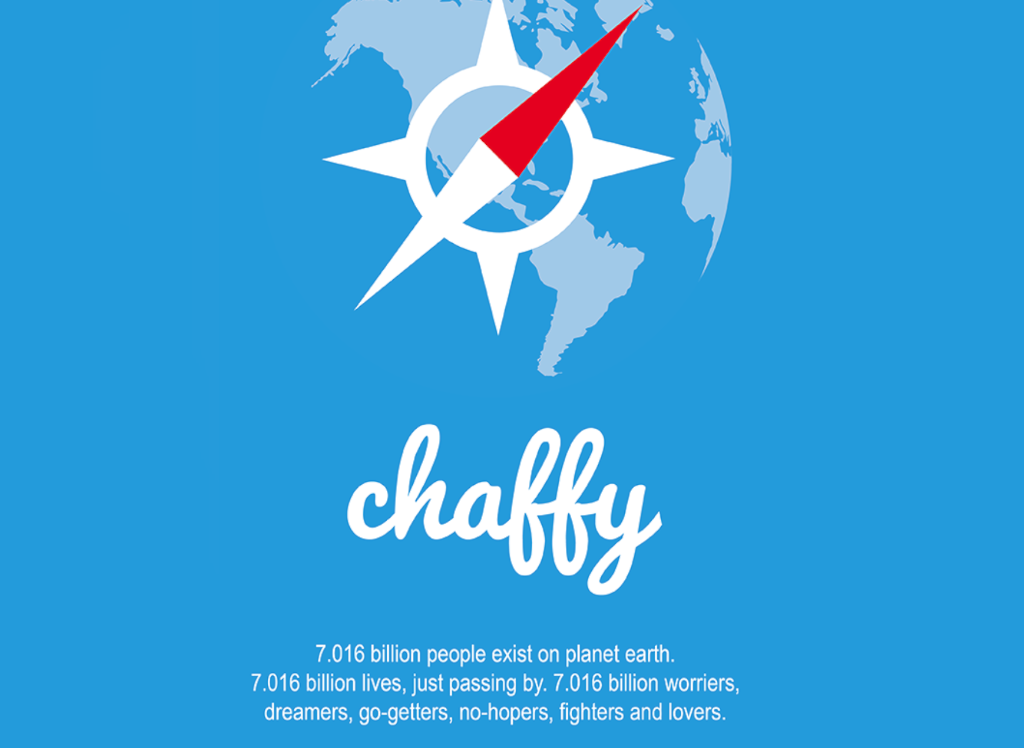 chaffy
7.016 billion people exist on planet earth.
7.016 billion lives, just passing by. 7.016 billion worriers,
dreamers, go-getters, no-hopers, fighters and lovers.